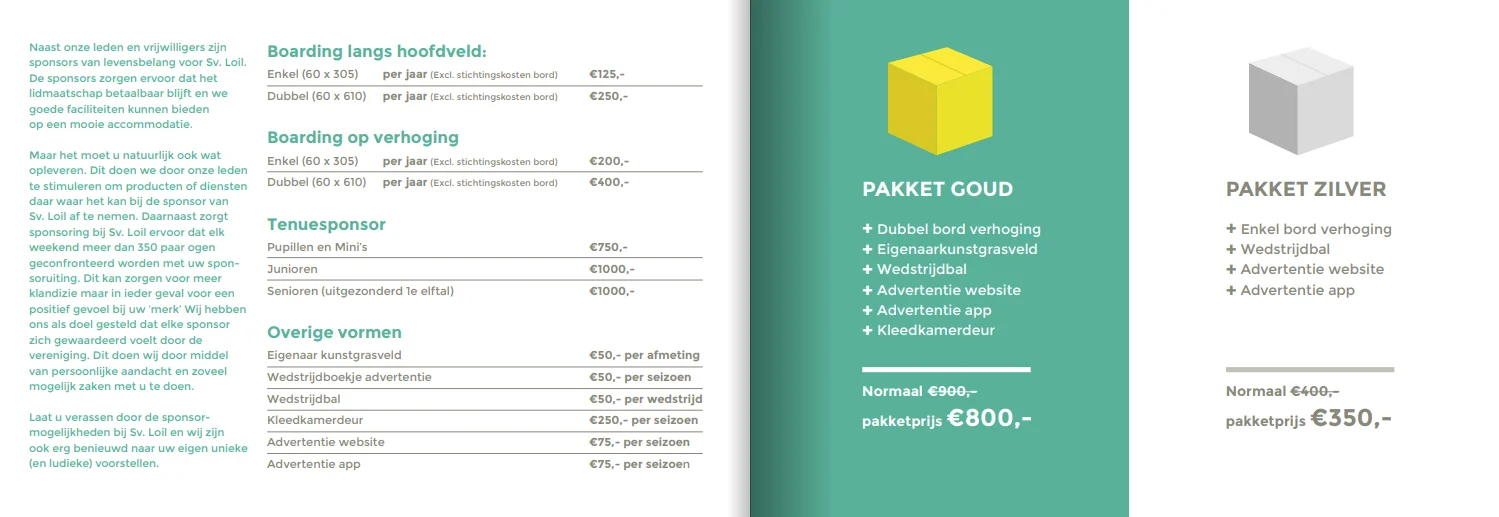 Naast onze leden en vrijwilligers zijn
sponsors van levensbelang voor Sv. Loil.
De sponsors zorgen ervoor dat het
lidmaatschap betaalbaar blijft en we
goede faciliteiten kunnen bieden
op een mooie accommodatie.
Maar het moet u natuurlijk ook wat
opleveren. Dit doen we door onze leden
te stimuleren om producten of diensten
daar waar het kan bij de sponsor van
Sv. Loil af te nemen. Daarnaast zorgt
sponsoring bij Sv. Loil ervoor dat elk
weekend meer dan 350 paar ogen
geconfronteerd worden met uw spon-
soruiting. Dit kan zorgen voor meer
klandizie maar in ieder geval voor een
positief gevoel bij uw 'merk' Wij hebben
ons als doel gesteld dat elke sponsor
zich gewaardeerd voelt door de
vereniging. Dit doen wij door middel
van persoonlijke aandacht en zoveel
mogelijk zaken met u te doen.
Laat u verassen door de sponsor-
mogelijkheden bij Sv. Loil en wij zijn
ook erg benieuwd naar uw eigen unieke
(en ludieke) voorstellen.
Boarding langs hoofdveld:
Enkel (60 x 305) per jaar (Excl. stichtingskosten bord) €125,-
Dubbel (60 x 610) per jaar (Excl. stichtingskosten bord) €250,-
Boarding op verhoging
Enkel (60 x 305) per jaar (Excl. stichtingskosten bord) €200,-
Dubbel (60 x 610) per jaar (Excl. stichtingskosten bord) €400,-
Tenuesponsor
Pupillen en Mini's €750,-
Junioren €1000,-
Senioren (uitgezonderd 1e elftal) €1000,-
Overige vormen
Eigenaar kunstgrasveld €50,- per afmeting
Wedstrijdboekje advertentie €50,- per seizoen
Wedstrijdbal €50,- per wedstrijd
Kleedkamerdeur €250,- per seizoen
Advertentie website €75,- per seizoen
Advertentie app €75,- per seizoen
PAKKET GOUD
+ Dubbel bord verhoging
+ Eigenaarkunstgrasveld
+ Wedstrijdbal
+ Advertentie website
+ Advertentie app
+ Kleedkamerdeur
Normaal €900,-
pakketprijs €800,-
PAKKET ZILVER
+ Enkel bord verhoging
+ Wedstrijdbal
+ Advertentie website
+ Advertentie app
Normaal €400,-
pakketprijs €350,-